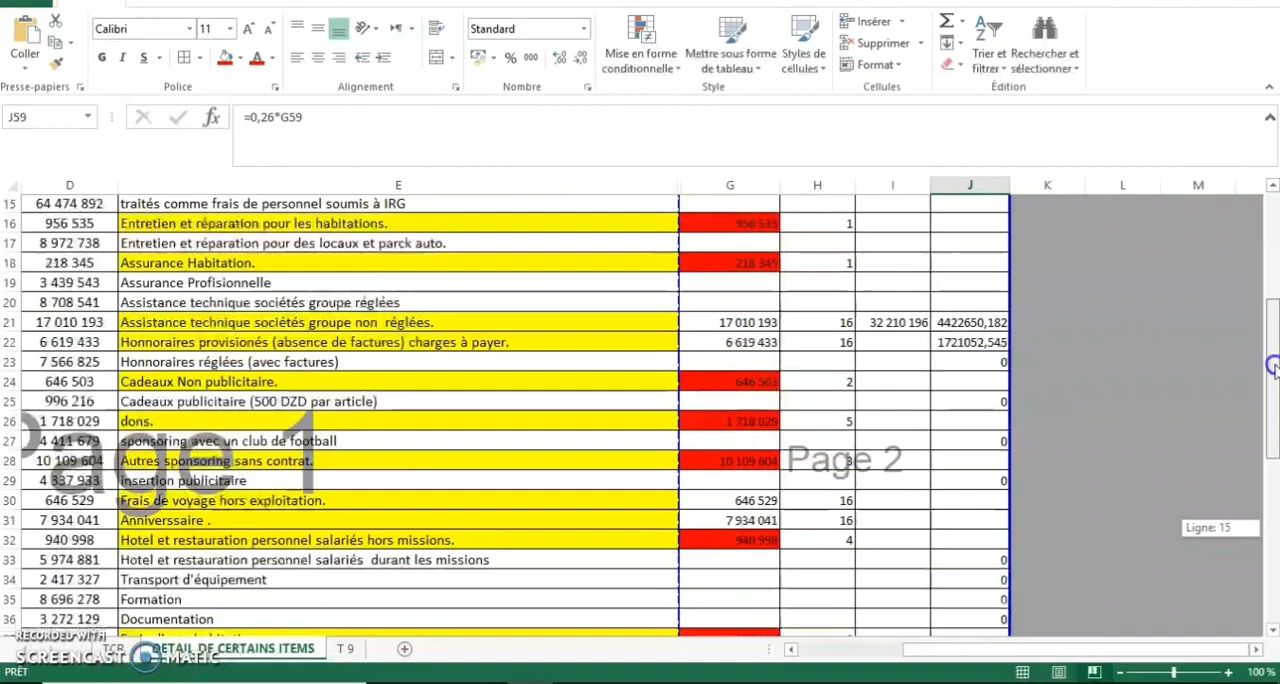 Calibri 11 Standard
Coller
G I S % 000
Mise en forme conditionnelle
Mettre sous forme de tableau
Styles de cellules
Insérer
Supprimer
Format
Trier et filtrer
Rechercher et sélectionner
Presse-papiers Police Alignement Nombre Style Cellules Édition
J59 fx =0,26*G59
D E G H I J K L M
15 64 474 892 traités comme frais de personnel soumis à IRG
16 956 535 Entretien et réparation pour les habitations. 956 535 1
17 8 972 738 Entretien et réparation pour des locaux et parck auto.
18 218 345 Assurance Habitation. 218 345 1
19 3 439 543 Assurance Profisionnelle
20 8 708 541 Assistance technique sociétés groupe réglées
21 17 010 193 Assistance technique sociétés groupe non réglées. 17 010 193 16 32 210 196 4422650,182
22 6 619 433 Honnoraires provisionés (absence de factures) charges à payer. 6 619 433 16 1721052,545
23 7 566 825 Honnoraires réglées (avec factures) 0
24 646 503 Cadeaux Non publicitaire. 646 503 2
25 996 216 Cadeaux publicitaire (500 DZD par article) 0
26 1 718 029 dons. 1 718 029 5
27 4 411 679 sponsoring avec un club de football 0
28 10 109 604 Autres sponsoring sans contrat. 10 109 604 3
29 4 337 933 insertion publicitaire 0
30 646 529 Frais de voyage hors exploitation. 646 529 16
31 7 934 041 Anniverssaire . 7 934 041 16
32 940 998 Hotel et restauration personnel salariés hors missions. 940 998 4
33 5 974 881 Hotel et restauration personnel salariés durant les missions 0
34 2 417 327 Transport d'équipement 0
35 8 696 278 Formation 0
36 3 272 129 Documentation 0
Page 1
Page 2
Ligne: 15
RECORDED WITH
SCREENCAST MATIC
TCR DETAIL DE CERTAINS ITEMS T 9
PRÊT 100 %